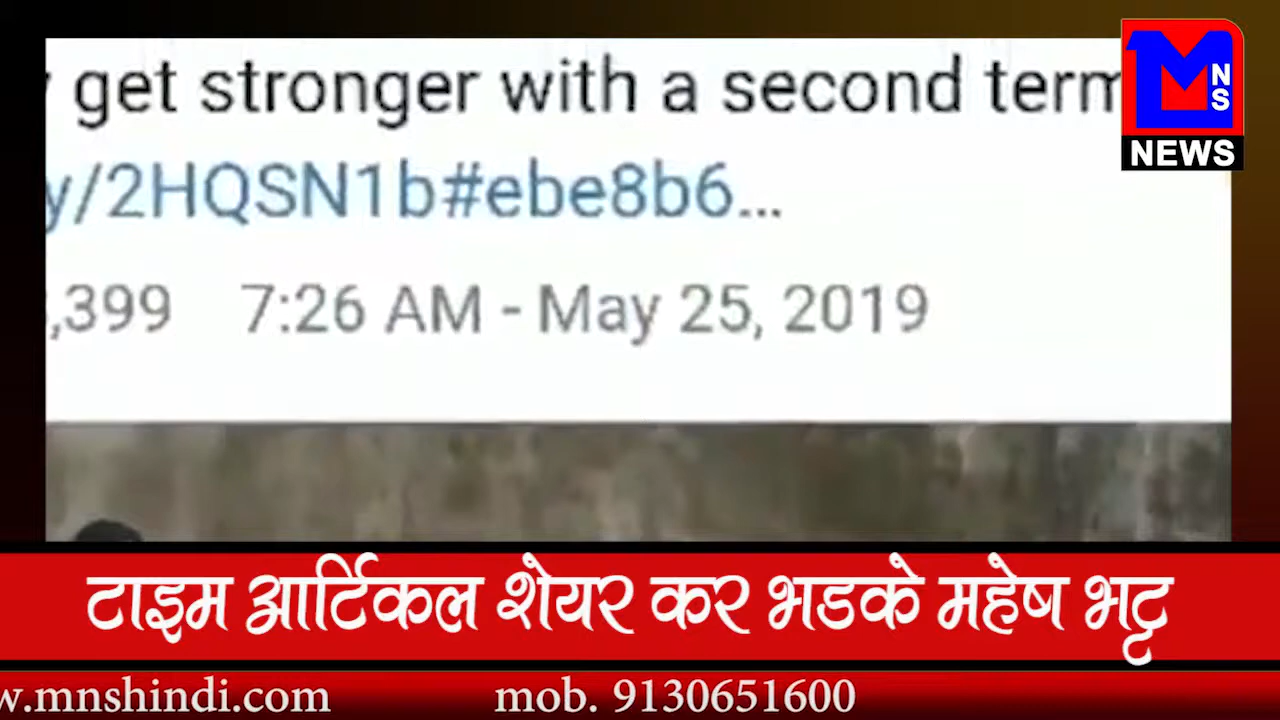 get stronger with a second term
y/2HQSN1b#ebe8b6...
,399 7:26 AM - May 25, 2019
MNS
NEWS
टाइम आर्टिकल शेयर कर भडके महेष भट्ट
w.mnshindi.com mob. 9130651600